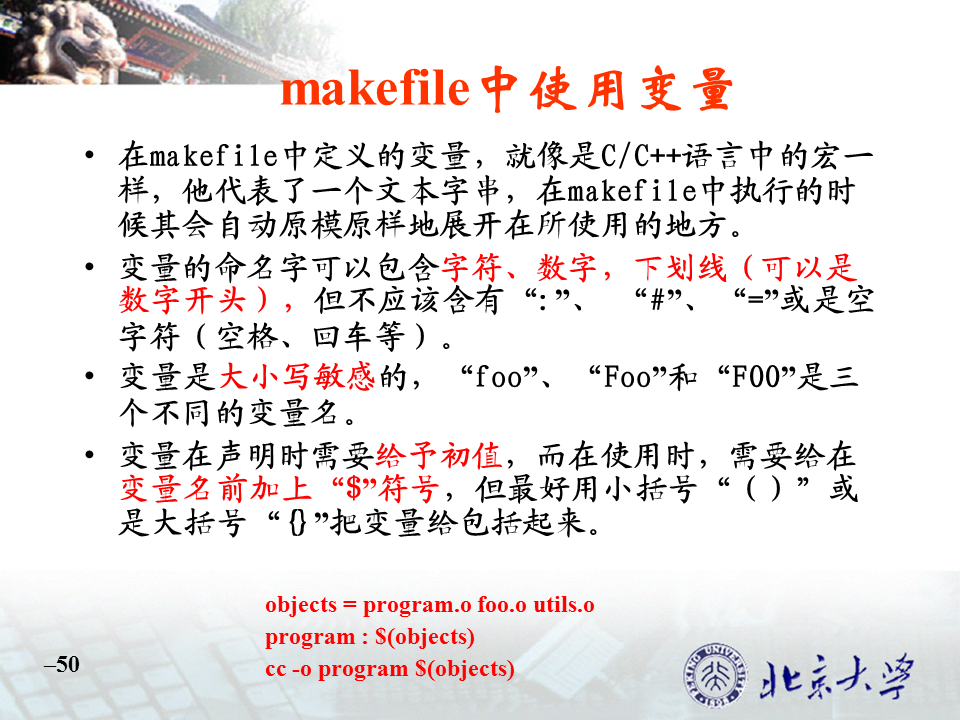 makefile中使用变量
• 在makefile中定义的变量，就像是C/C++语言中的宏一
样，他代表了一个文本字串，在makefile中执行的时
候其会自动原模原样地展开在所使用的地方。
• 变量的命名字可以包含字符、数字，下划线（可以是
数字开头），但不应该含有“:”、 “#”、“=”或是空
字符（空格、回车等）。
• 变量是大小写敏感的，“foo”、“Foo”和“FOO”是三
个不同的变量名。
• 变量在声明时需要给予初值，而在使用时，需要给在
变量名前加上“$”符号，但最好用小括号“（）”或
是大括号“{}”把变量给包括起来。
objects = program.o foo.o utils.o
program : $(objects)
cc -o program $(objects)
–50
PEKING UNIVERSITY
1898
北京大学